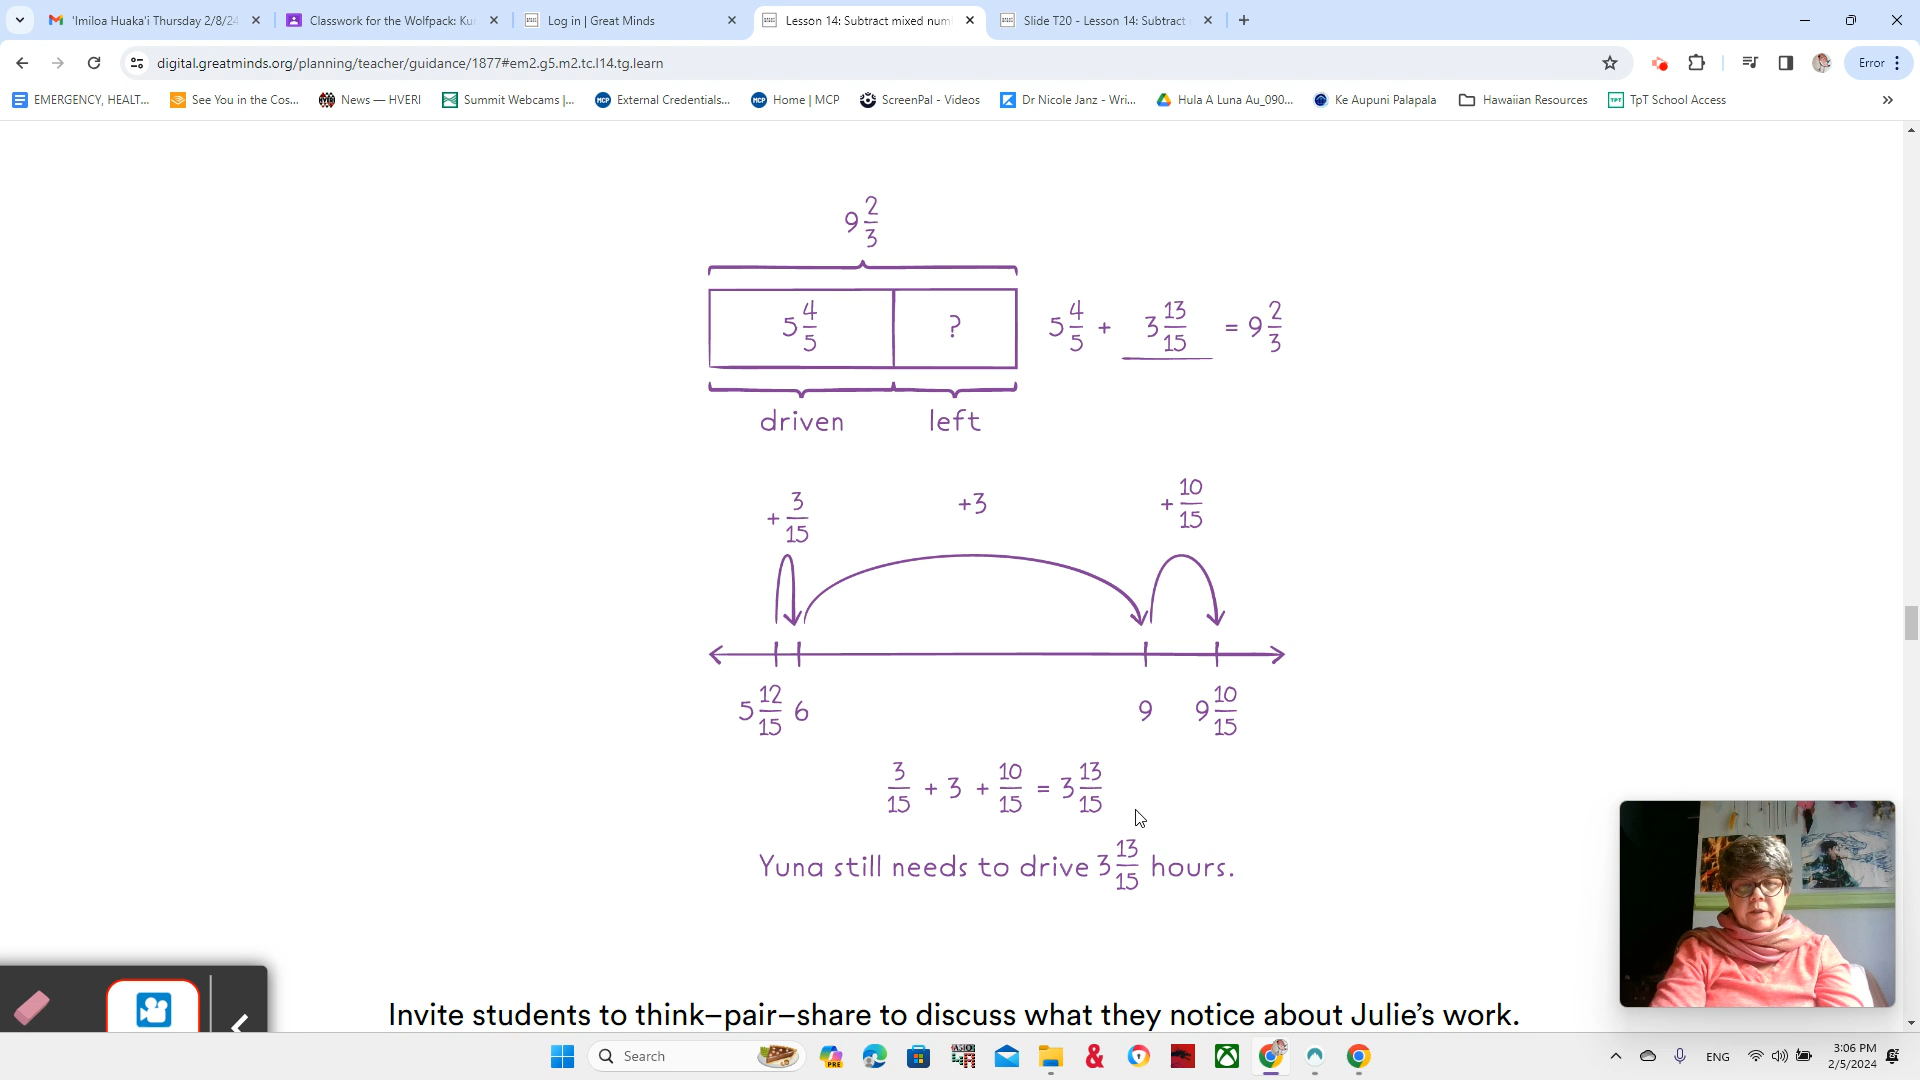 'Imiloa Huaka'i Thursday 2/8/24
Classwork for the Wolfpack: Ku
Log in | Great Minds
Lesson 14: Subtract mixed num
Slide T20 - Lesson 14: Subtract
digital.greatminds.org/planning/teacher/guidance/1877#em2.g5.m2.tc.l14.tg.learn
Error
EMERGENCY, HEALT...
See You in the Cos...
News — HVERI
Summit Webcams |...
External Credentials...
Home | MCP
ScreenPal - Videos
Dr Nicole Janz - Wri...
Hula A Luna Au_090...
Ke Aupuni Palapala
Hawaiian Resources
TpT School Access
9 2/3
5 4/5 ?
5 4/5 + 3 13/15 = 9 2/3
driven left
+ 3/15 +3 + 10/15
5 12/15 6 9 9 10/15
3/15 + 3 + 10/15 = 3 13/15
Yuna still needs to drive 3 13/15 hours.
Invite students to think–pair–share to discuss what they notice about Julie's work.
Search
PRE
ENG
3:06 PM
2/5/2024